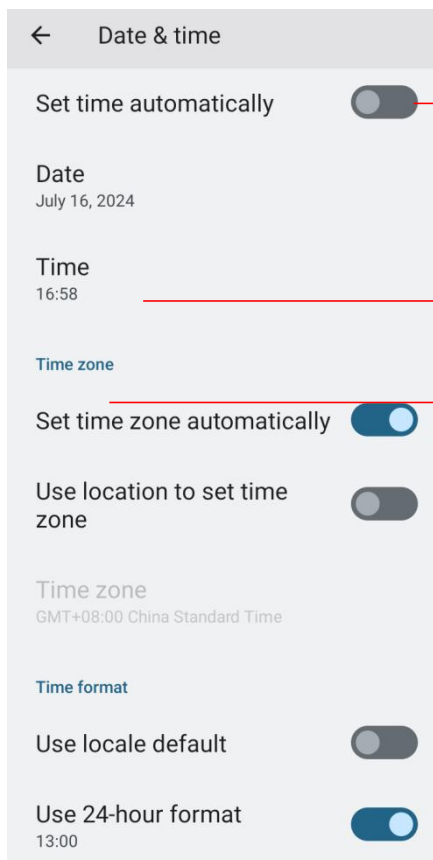 Date & time
Set time automatically
Date
July 16, 2024
Time
16:58
Time zone
Set time zone automatically
Use location to set time
zone
Time zone
GMT+08:00 China Standard Time
Time format
Use locale default
Use 24-hour format
13:00